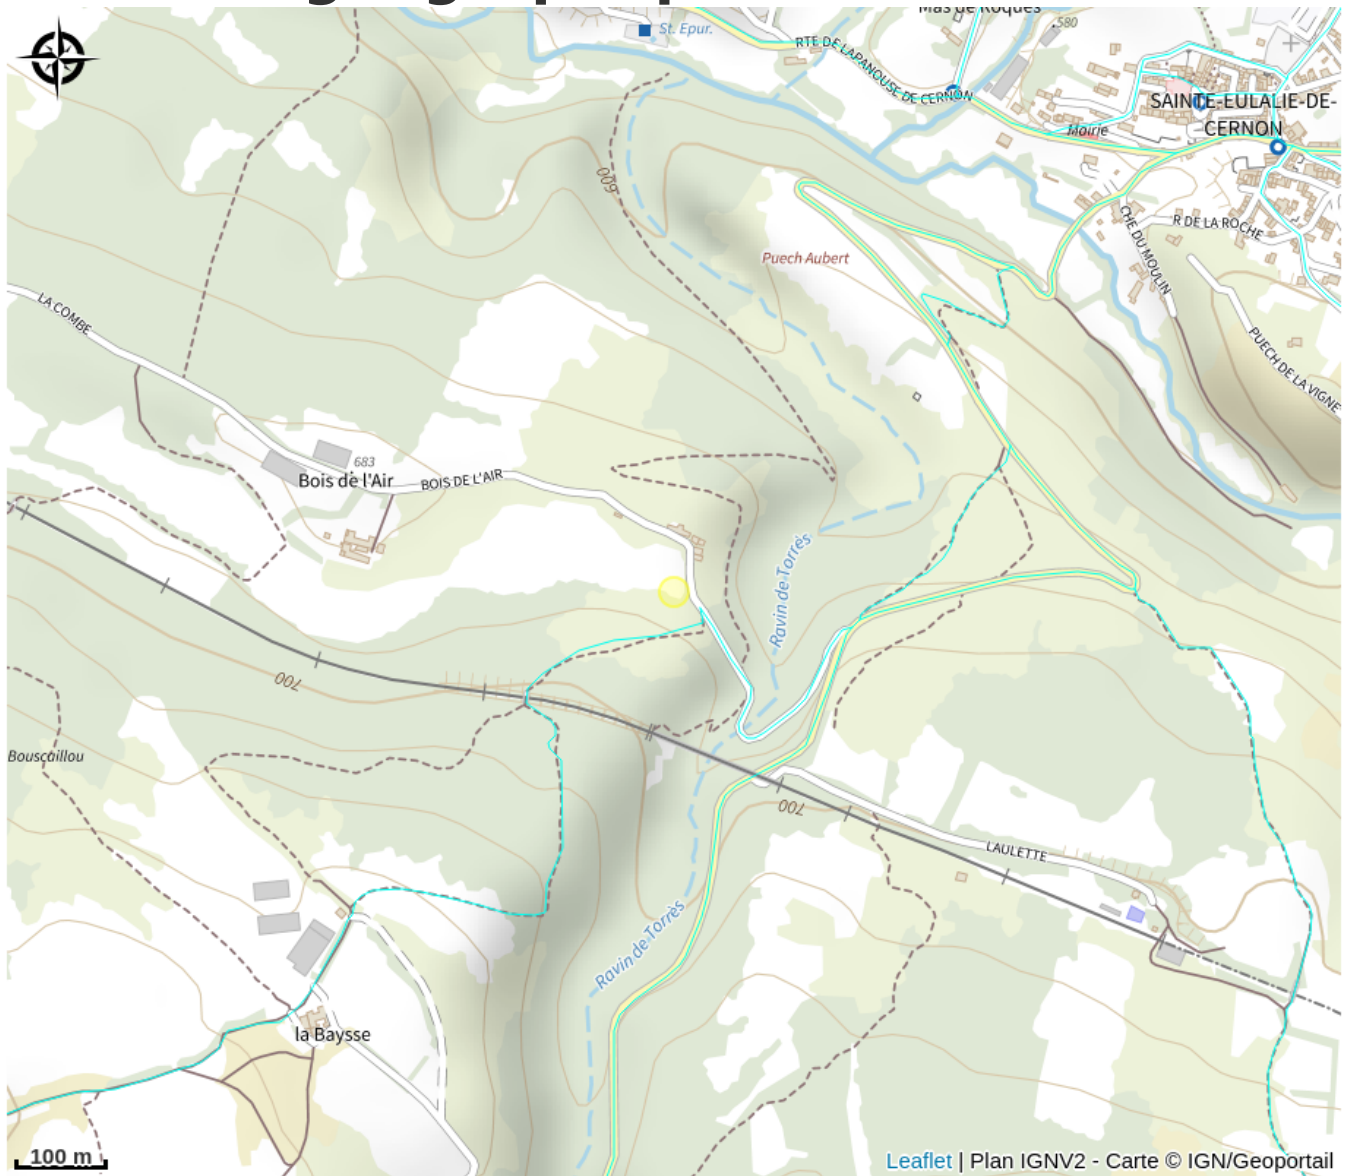 Mas de Roques
580
St. Epur.
RTE DE LAPANOUSE DE CERNON
SAINTE-EULALIE-DE-
CERNON
Mairie
600
R DE LA ROCHE
CHE DU MOULIN
Puech Aubert
LA COMBE
PUECH DE LA VIGNE
683
Bois de l'Air
BOIS DE L'AIR
Ravin de Torrès
700
Bouscaillou
700
LAULETTE
Ravin de Torrès
la Baysse
100 m
Leaflet | Plan IGNV2 - Carte © IGN/Geoportail